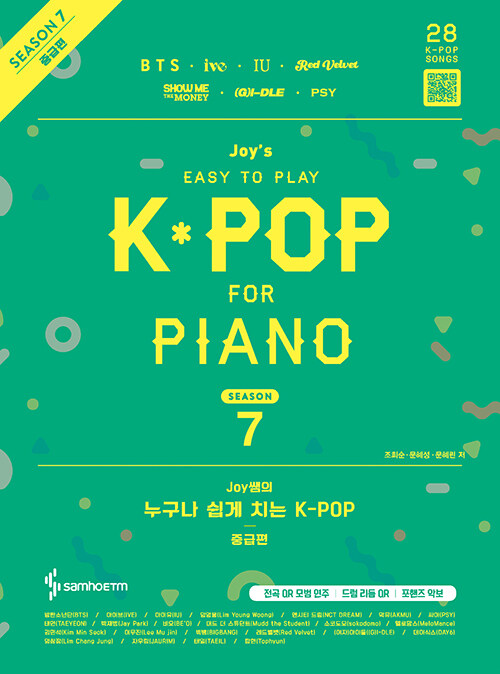 SEASON 7
중급편
BTS · ive · IU · Red Velvet
SHOW ME THE MONEY · (G)I-DLE · PSY
28
K-POP
SONGS
Joy's
EASY TO PLAY
K*POP
FOR
PIANO
SEASON
7
조희순·문혜성·문혜린 저
Joy쌤의
누구나 쉽게 치는 K-POP
중급편
samhoETM
전곡 QR 모범 연주 | 드럼 리듬 QR | 포핸즈 악보
방탄소년단(BTS) / 아이브(IVE) / 아이유(IU) / 임영웅(Lim Young Woong) / 엔시티 드림(NCT DREAM) / 악뮤(AKMU) / 싸이(PSY)
태연(TAEYEON) / 박재범(Jay Park) / 비오(BE'O) / 머드 더 스튜던트(Mudd the Student) / 소코도모(sokodomo) / 멜로망스(MeloMance)
김민석(Kim Min Seok) / 이무진(Lee Mu Jin) / 빅뱅(BIGBANG) / 레드벨벳(Red Velvet) / (여자)아이들((G)I-DLE) / 데이식스(DAY6)
임창정(Lim Chang Jung) / 자우림(JAURIM) / 태일(TAEIL) / 탑현(Tophyun)